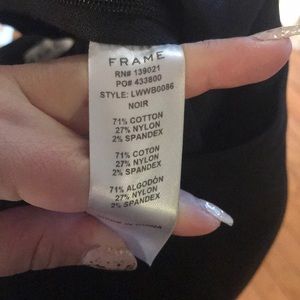 FRAME
RN# 139021
PO# 433800
STYLE: LWWB0086
NOIR
71% COTTON
27% NYLON
2% SPANDEX
71% COTON
27% NYLON
2% SPANDEX
71% ALGODÓN
27% NYLON
2% SPANDEX